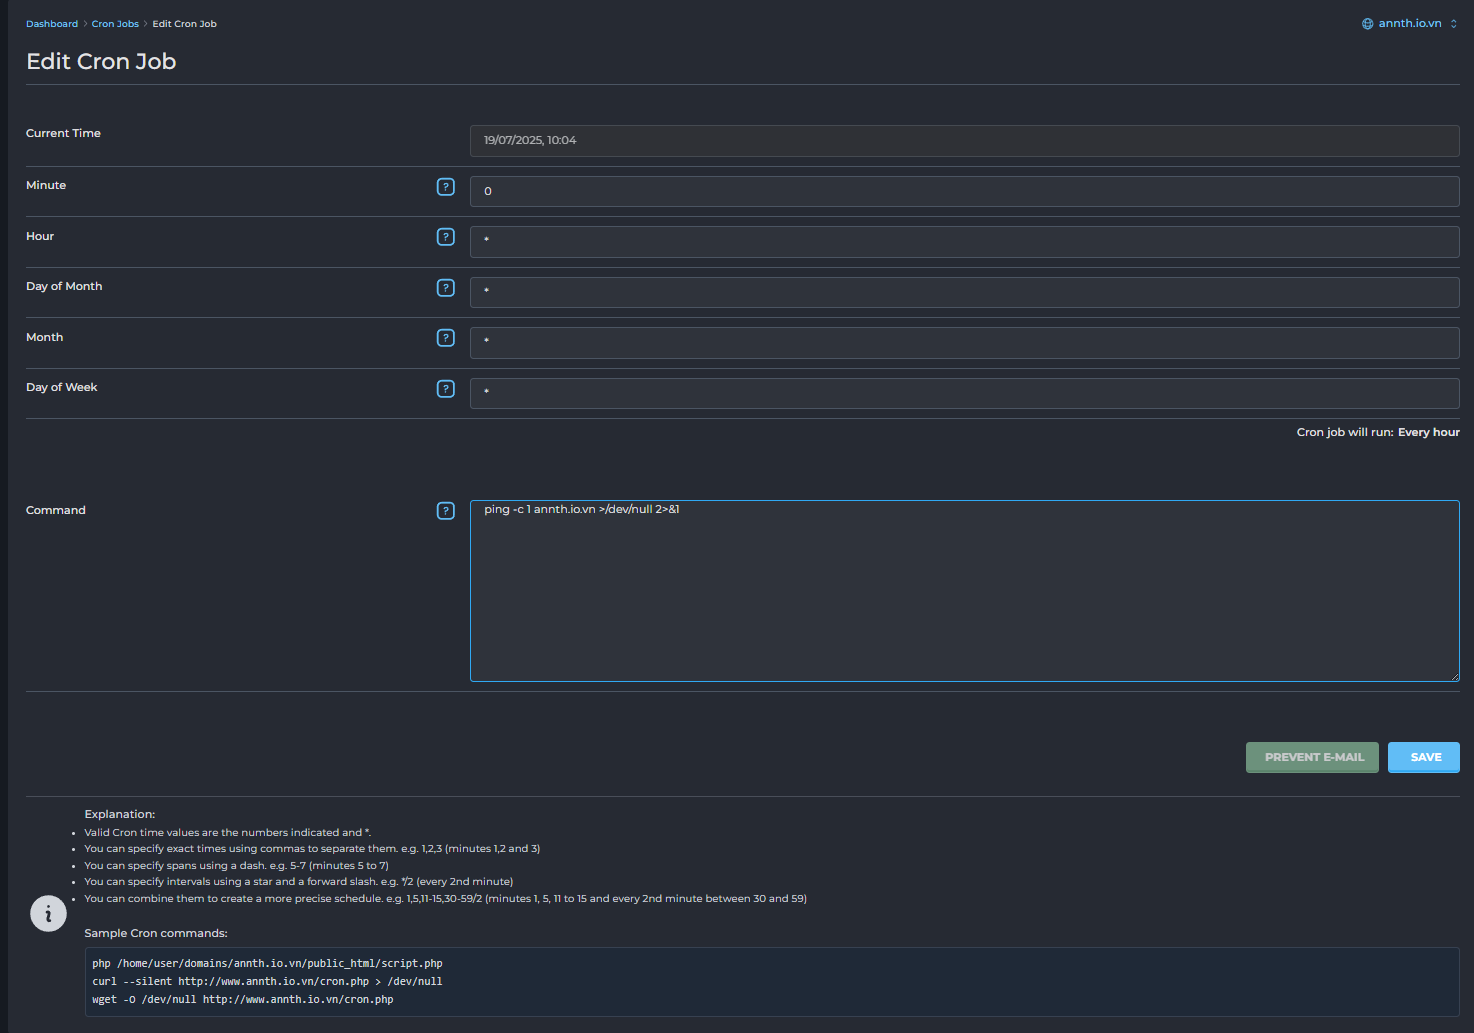 Dashboard > Cron Jobs > Edit Cron Job
annth.io.vn
Edit Cron Job
Current Time
19/07/2025, 10:04
Minute ? 0
Hour ? *
Day of Month ? *
Month ? *
Day of Week ? *
Cron job will run: Every hour
Command ? ping -c 1 annth.io.vn >/dev/null 2>&1
PREVENT E-MAIL SAVE
Explanation:
• Valid Cron time values are the numbers indicated and *.
• You can specify exact times using commas to separate them. e.g. 1,2,3 (minutes 1,2 and 3)
• You can specify spans using a dash. e.g. 5-7 (minutes 5 to 7)
• You can specify intervals using a star and a forward slash. e.g. */2 (every 2nd minute)
• You can combine them to create a more precise schedule. e.g. 1,5,11-15,30-59/2 (minutes 1, 5, 11 to 15 and every 2nd minute between 30 and 59)
i
Sample Cron commands:
php /home/user/domains/annth.io.vn/public_html/script.php
curl --silent http://www.annth.io.vn/cron.php > /dev/null
wget -O /dev/null http://www.annth.io.vn/cron.php